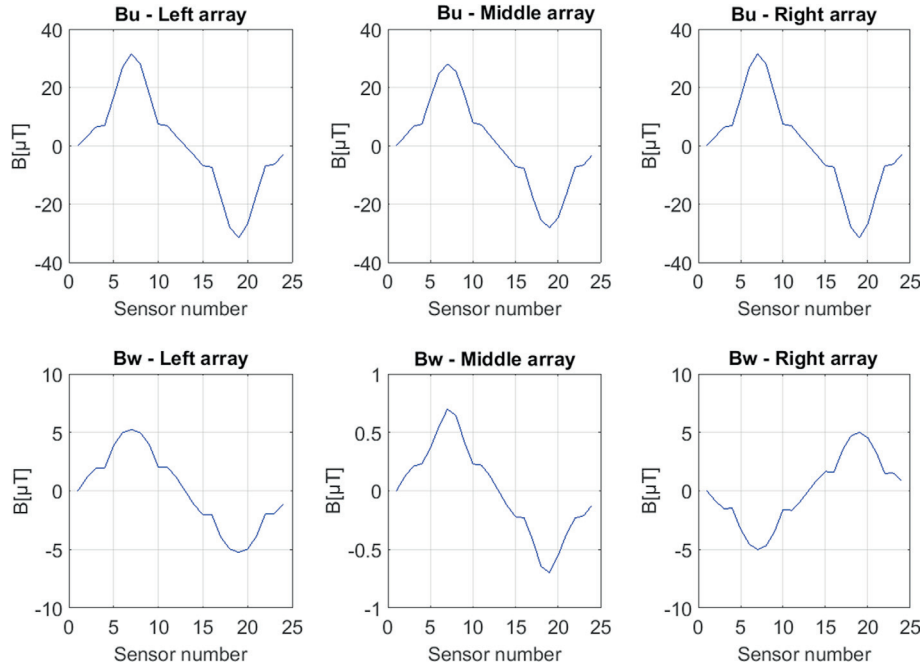 Bu - Left array
40
20
0
-20
-40
B[µT]
0 5 10 15 20 25
Sensor number
Bu - Middle array
40
20
0
-20
-40
B[µT]
0 5 10 15 20 25
Sensor number
Bu - Right array
40
20
0
-20
-40
B[µT]
0 5 10 15 20 25
Sensor number
Bw - Left array
10
5
0
-5
-10
B[µT]
0 5 10 15 20 25
Sensor number
Bw - Middle array
1
0.5
0
-0.5
-1
B[µT]
0 5 10 15 20 25
Sensor number
Bw - Right array
10
5
0
-5
-10
B[µT]
0 5 10 15 20 25
Sensor number